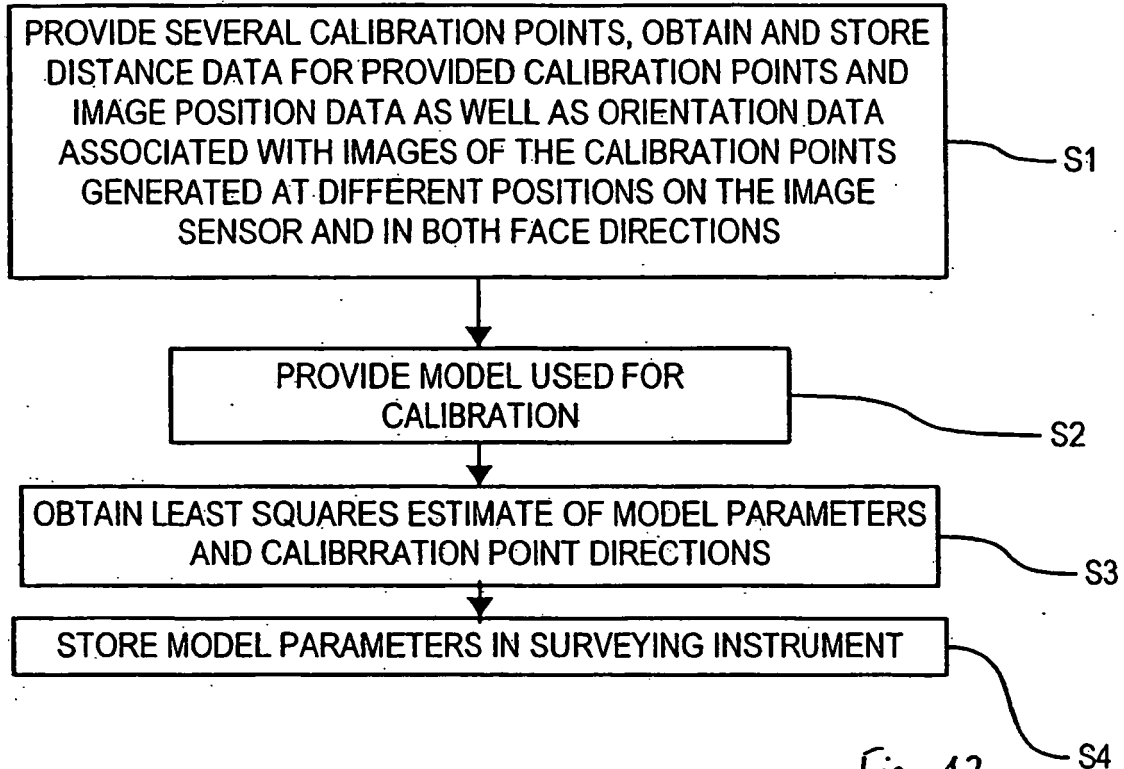 PROVIDE SEVERAL CALIBRATION POINTS, OBTAIN AND STORE
DISTANCE DATA FOR PROVIDED CALIBRATION POINTS AND
IMAGE POSITION DATA AS WELL AS ORIENTATION DATA
ASSOCIATED WITH IMAGES OF THE CALIBRATION POINTS
GENERATED AT DIFFERENT POSITIONS ON THE IMAGE
SENSOR AND IN BOTH FACE DIRECTIONS
S1
PROVIDE MODEL USED FOR
CALIBRATION
S2
OBTAIN LEAST SQUARES ESTIMATE OF MODEL PARAMETERS
AND CALIBRRATION POINT DIRECTIONS
S3
STORE MODEL PARAMETERS IN SURVEYING INSTRUMENT
S4
Fig. 12